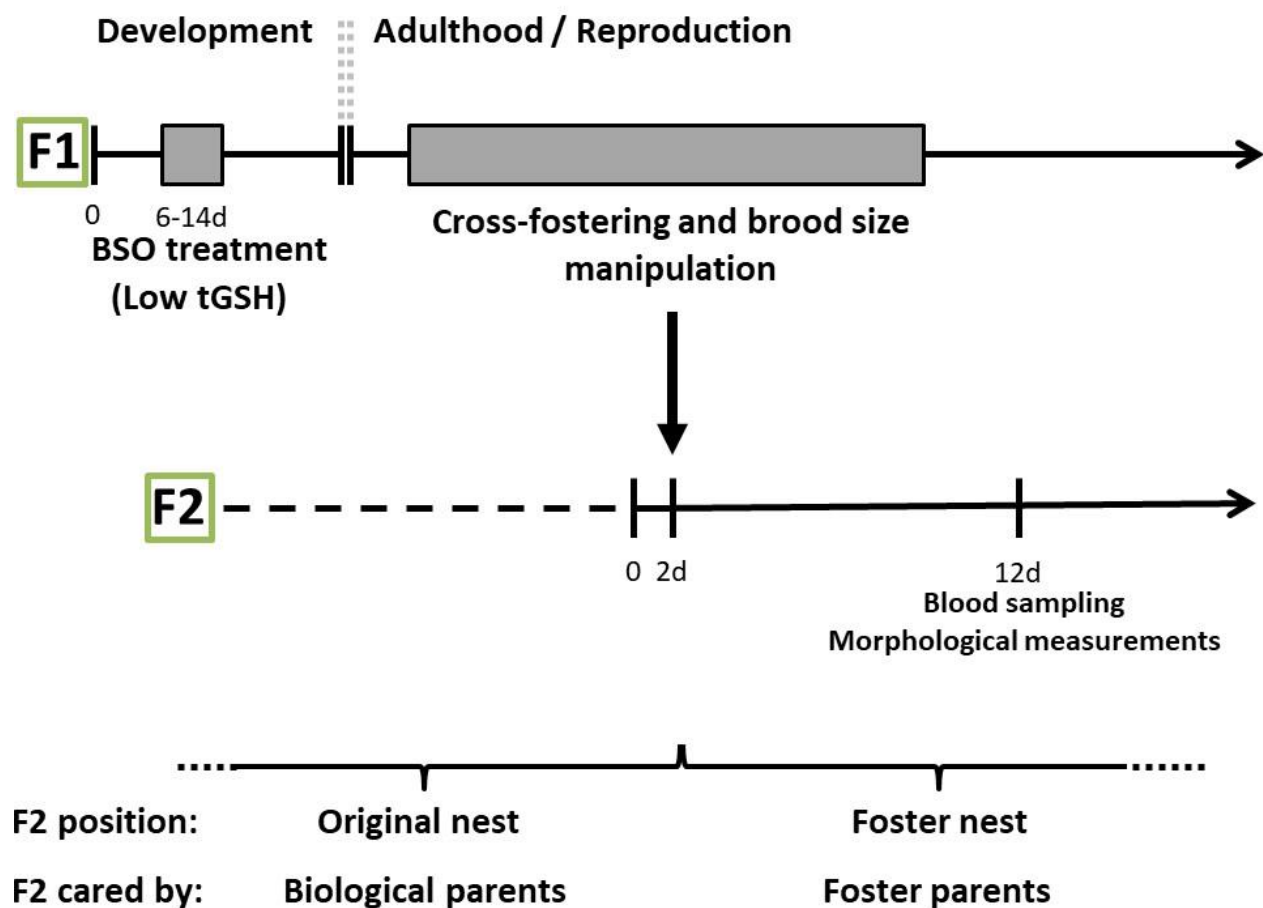 Development
Adulthood / Reproduction
F1
0
6-14d
BSO treatment
(Low tGSH)
Cross-fostering and brood size
manipulation
F2
0 2d
12d
Blood sampling
Morphological measurements
F2 position: Original nest Foster nest
F2 cared by: Biological parents Foster parents